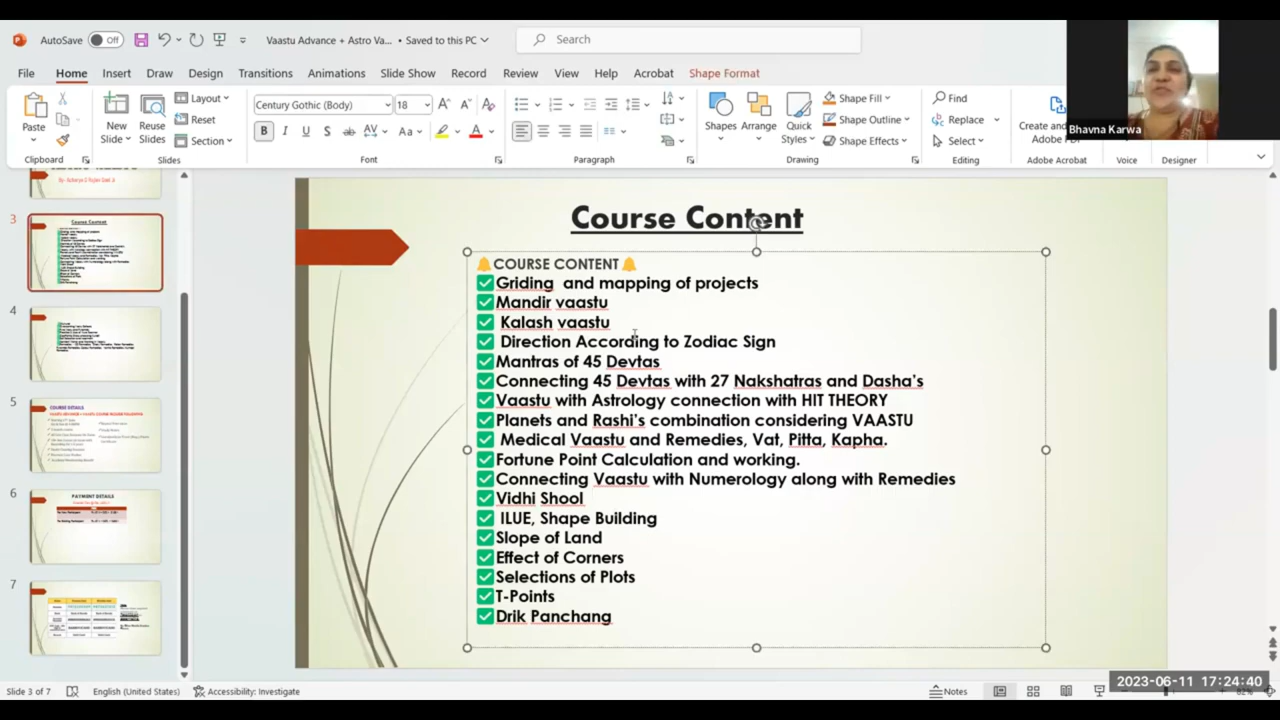 AutoSave Off Vaastu Advance + Astro Va... • Saved to this PC Search
File Home Insert Draw Design Transitions Animations Slide Show Record Review View Help Acrobat Shape Format
Paste
Clipboard
New Slide
Reuse Slides
Layout
Reset
Section
Slides
Century Gothic (Body) 18
Font
Paragraph
Shapes
Arrange
Quick Styles
Shape Fill
Shape Outline
Shape Effects
Drawing
Find
Replace
Select
Editing
Create and
Adobe PD
Adobe Acrobat
Voice
Designer
Bhavna Karwa
3
Course Content
4
5
COURSE DETAILS
6
PAYMENT DETAILS
7
Course Content
COURSE CONTENT
Griding and mapping of projects
Mandir vaastu
Kalash vaastu
Direction According to Zodiac Sign
Mantras of 45 Devtas
Connecting 45 Devtas with 27 Nakshatras and Dasha's
Vaastu with Astrology connection with HIT THEORY
Planets and Rashi's combination considering VAASTU
Medical Vaastu and Remedies, Vat, Pitta, Kapha.
Fortune Point Calculation and working.
Connecting Vaastu with Numerology along with Remedies
Vidhi Shool
ILUE, Shape Building
Slope of Land
Effect of Corners
Selections of Plots
T-Points
Drik Panchang
Slide 3 of 7 English (United States) Accessibility: Investigate Notes
2023-06-11 17:24:40